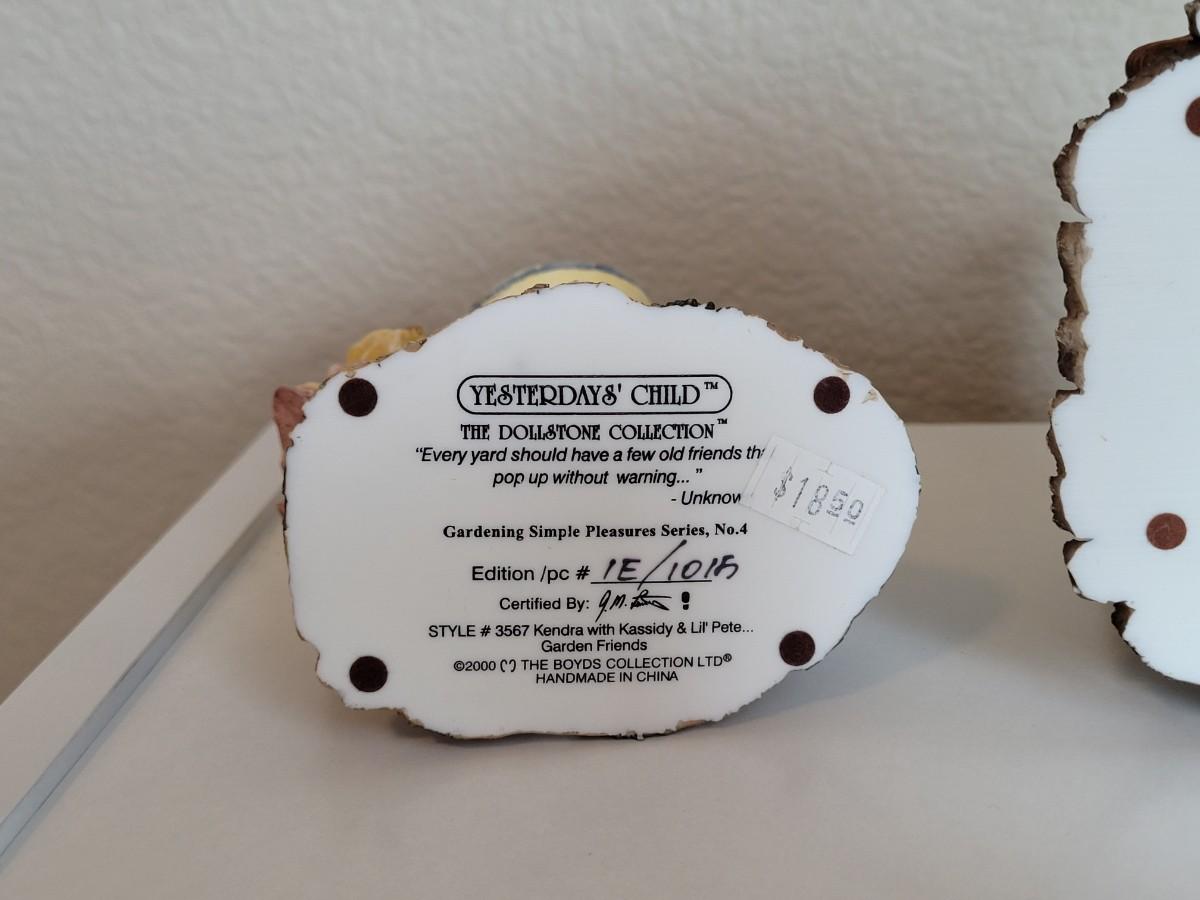 YESTERDAYS' CHILD™
THE DOLLSTONE COLLECTION™
"Every yard should have a few old friends
pop up without warning..."
- Unknow
$18.50
Gardening Simple Pleasures Series, No.4
Edition /pc # 1E/
Certified By:
STYLE # 3567 Kendra with Kassidy & Lil' Pete...
Garden Friends
©2000 THE BOYDS COLLECTION LTD®
HANDMADE IN CHINA